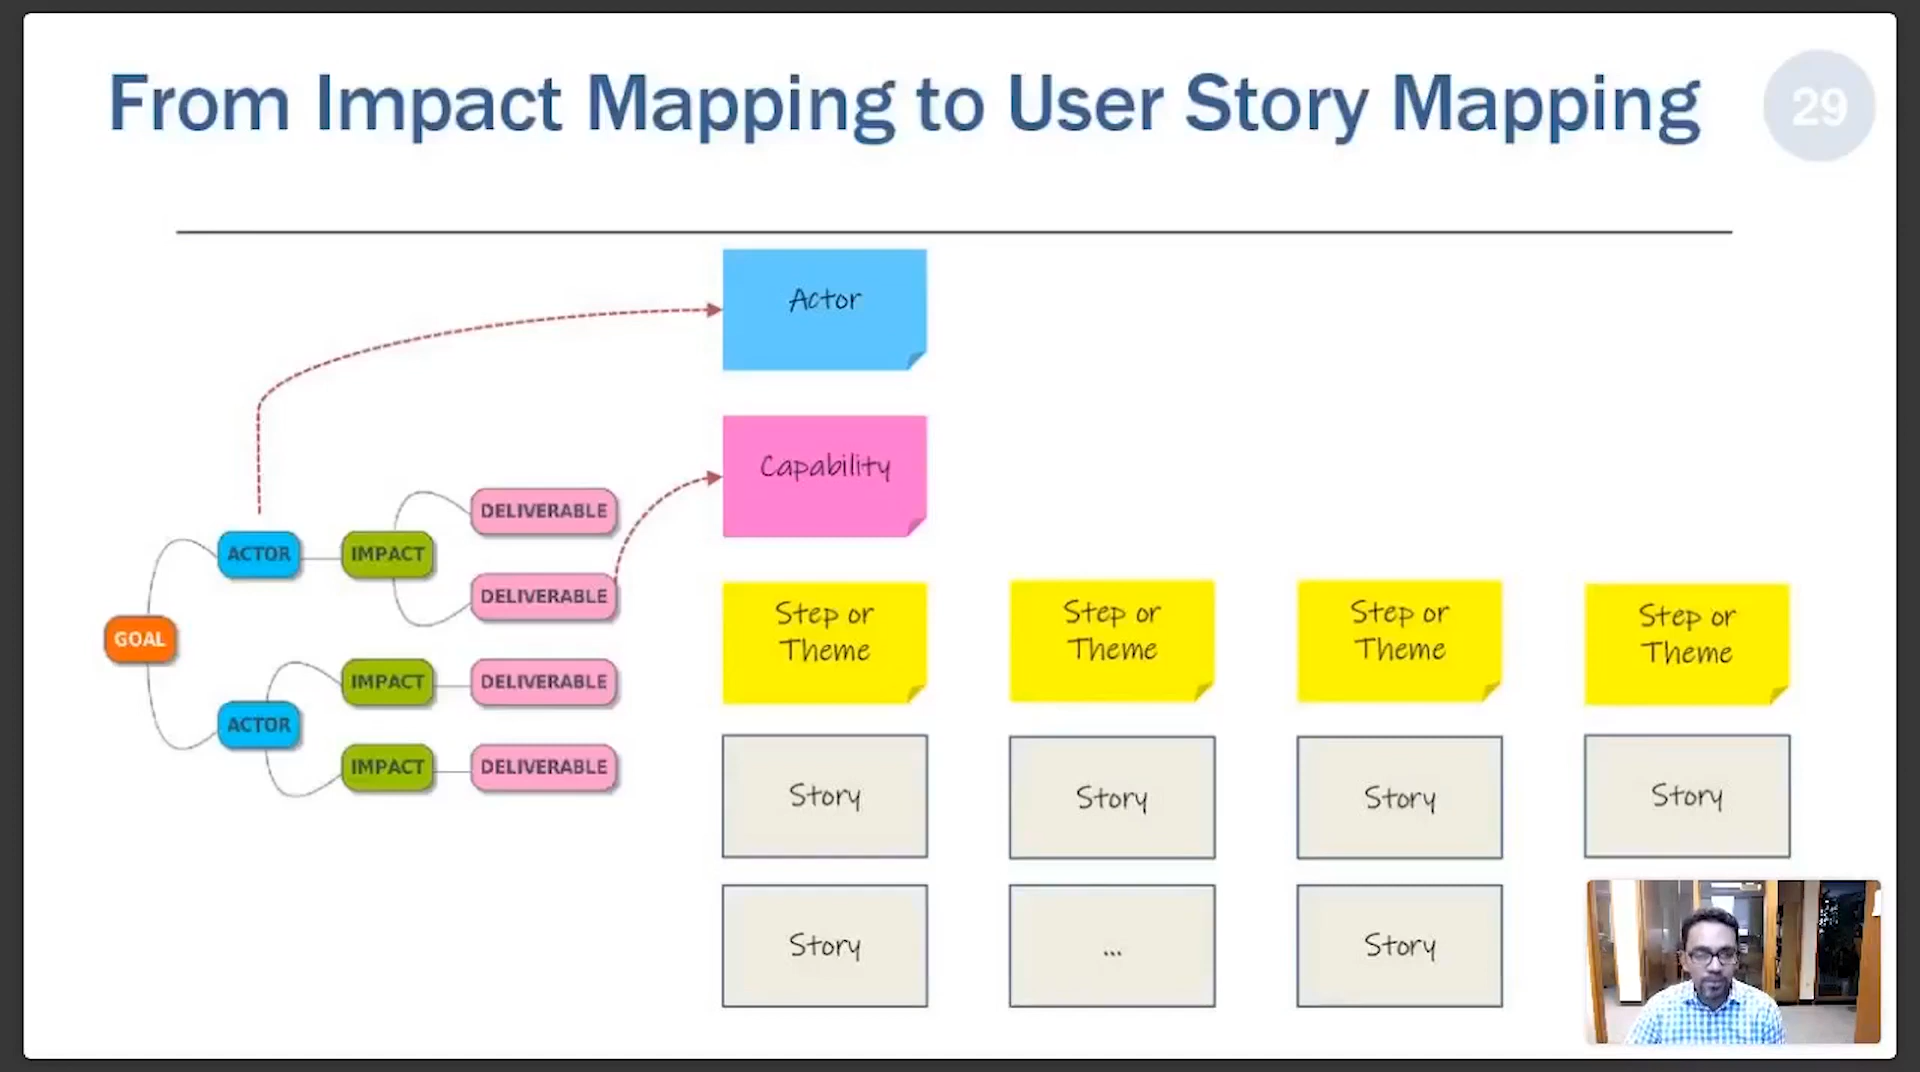 From Impact Mapping to User Story Mapping
29
Actor
Capability
DELIVERABLE
ACTOR
IMPACT
DELIVERABLE
GOAL
IMPACT
DELIVERABLE
ACTOR
IMPACT
DELIVERABLE
Step or
Theme
Step or
Theme
Step or
Theme
Step or
Theme
Story
Story
Story
Story
Story
...
Story